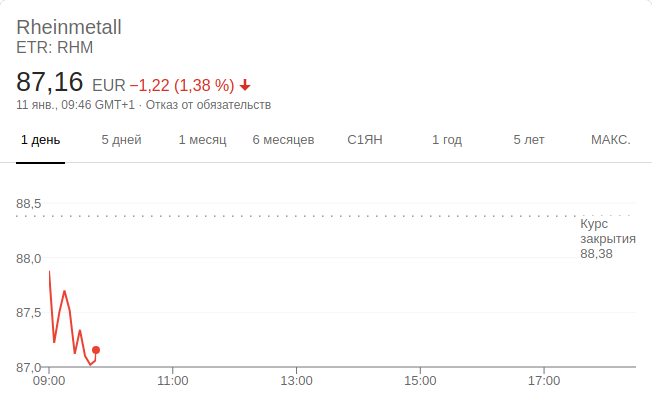 Rheinmetall
ETR: RHM
87,16 EUR −1,22 (1,38 %)
11 янв., 09:46 GMT+1 · Отказ от обязательств
1 день 5 дней 1 месяц 6 месяцев С1ЯН 1 год 5 лет МАКС.
88,5
Курс
закрытия
88,38
88,0
87,5
87,0
09:00 11:00 13:00 15:00 17:00